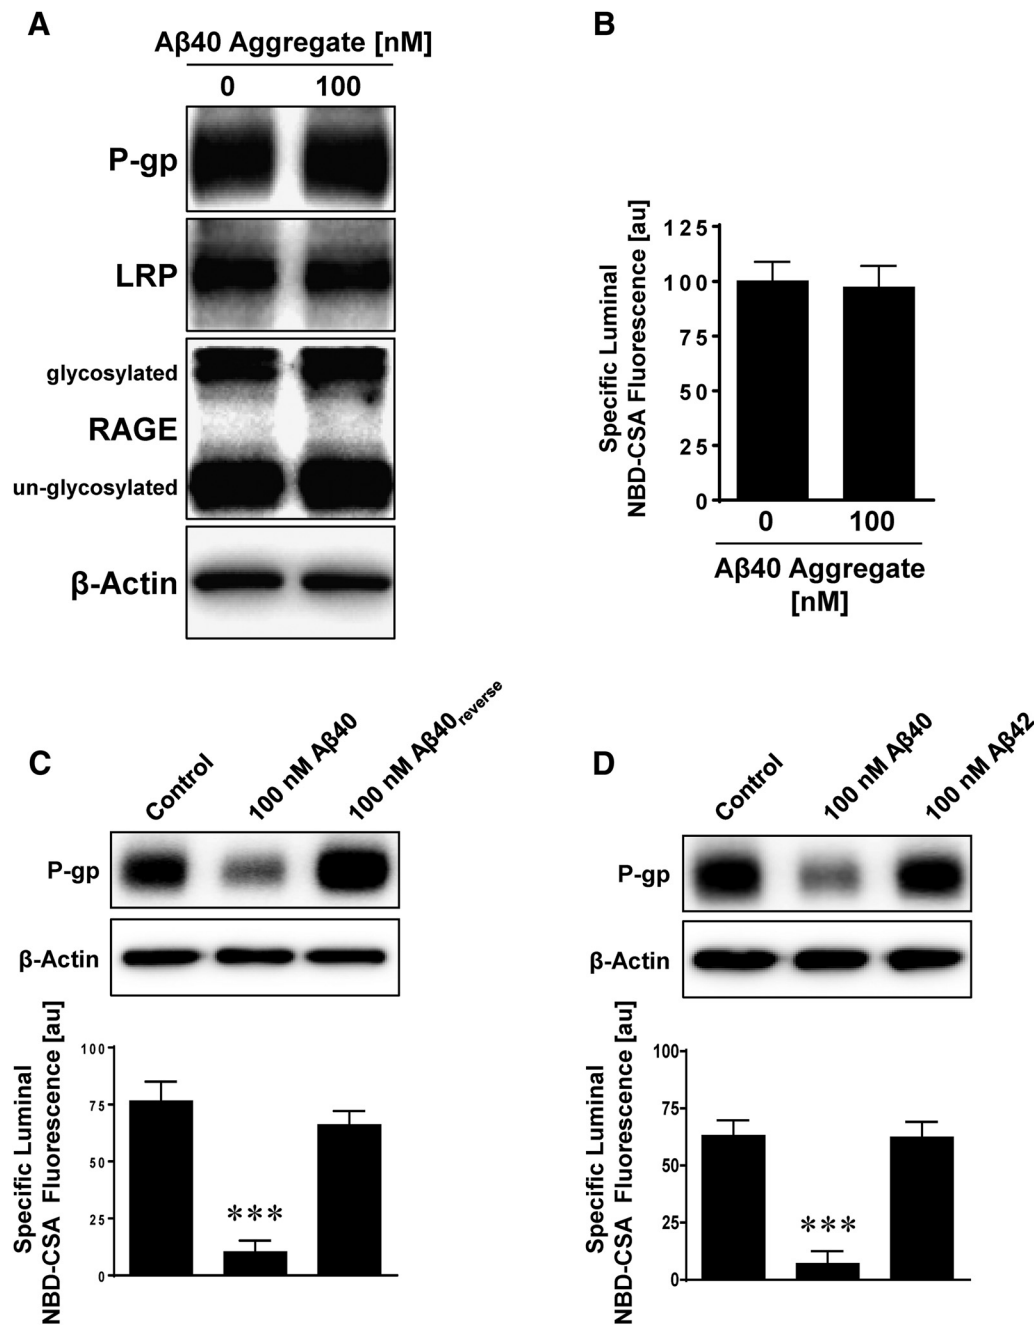 A
Aβ40 Aggregate [nM]
0 100
P-gp
LRP
glycosylated
RAGE
un-glycosylated
β-Actin
B
Specific Luminal
NBD-CSA Fluorescence [au]
125
100
75
50
25
0
0 100
Aβ40 Aggregate
[nM]
C
Control
100 nM Aβ40
100 nM Aβ40reverse
P-gp
β-Actin
Specific Luminal
NBD-CSA Fluorescence [au]
100
75
50
25
0
***
D
Control
100 nM Aβ40
100 nM Aβ42
P-gp
β-Actin
Specific Luminal
NBD-CSA Fluorescence [au]
100
75
50
25
0
***